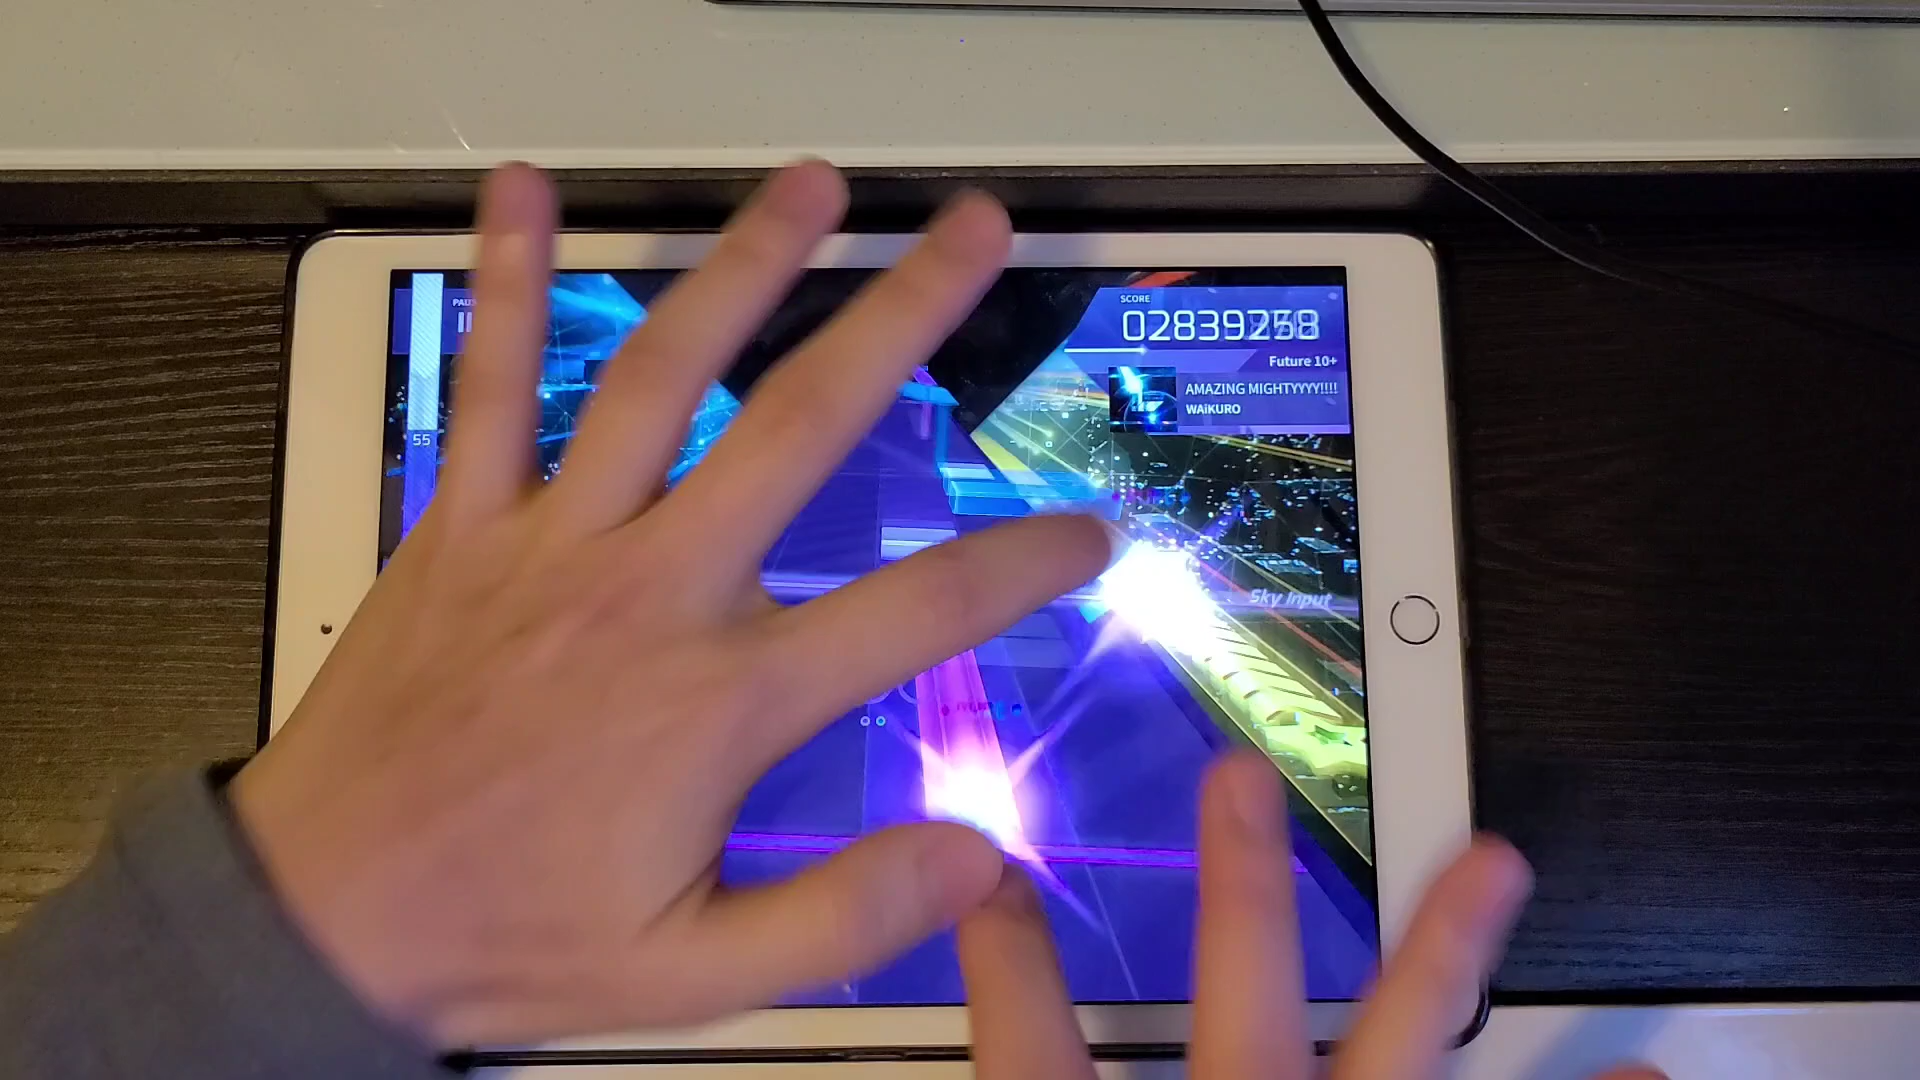 SCORE
02839258
Future 10+
AMAZING MIGHTYYYY!!!!
WAiKURO
55
Sky Input